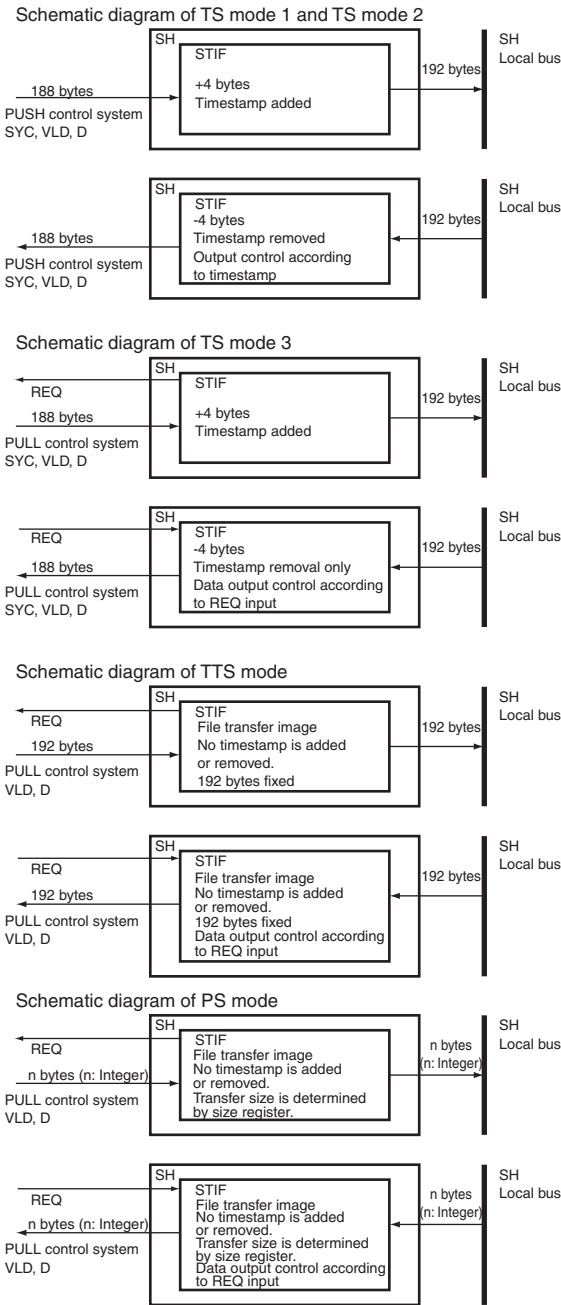 Schematic diagram of TS mode 1 and TS mode 2
SH
STIF
+4 bytes
Timestamp added
188 bytes
PUSH control system
SYC, VLD, D
192 bytes
SH
Local bus
SH
STIF
-4 bytes
Timestamp removed
Output control according
to timestamp
188 bytes
PUSH control system
SYC, VLD, D
192 bytes
SH
Local bus
Schematic diagram of TS mode 3
SH
STIF
+4 bytes
Timestamp added
REQ
188 bytes
PULL control system
SYC, VLD, D
192 bytes
SH
Local bus
SH
STIF
-4 bytes
Timestamp removal only
Data output control according
to REQ input
REQ
188 bytes
PULL control system
SYC, VLD, D
192 bytes
SH
Local bus
Schematic diagram of TTS mode
SH
STIF
File transfer image
No timestamp is added
or removed.
192 bytes fixed
REQ
192 bytes
PULL control system
VLD, D
192 bytes
SH
Local bus
SH
STIF
File transfer image
No timestamp is added
or removed.
192 bytes fixed
Data output control according
to REQ input
REQ
192 bytes
PULL control system
VLD, D
192 bytes
SH
Local bus
Schematic diagram of PS mode
SH
STIF
File transfer image
No timestamp is added
or removed.
Transfer size is determined
by size register.
REQ
n bytes (n: Integer)
PULL control system
VLD, D
n bytes
(n: Integer)
SH
Local bus
SH
STIF
File transfer image
No timestamp is added
or removed.
Transfer size is determined
by size register.
Data output control according
to REQ input
REQ
n bytes (n: Integer)
PULL control system
VLD, D
n bytes
(n: Integer)
SH
Local bus